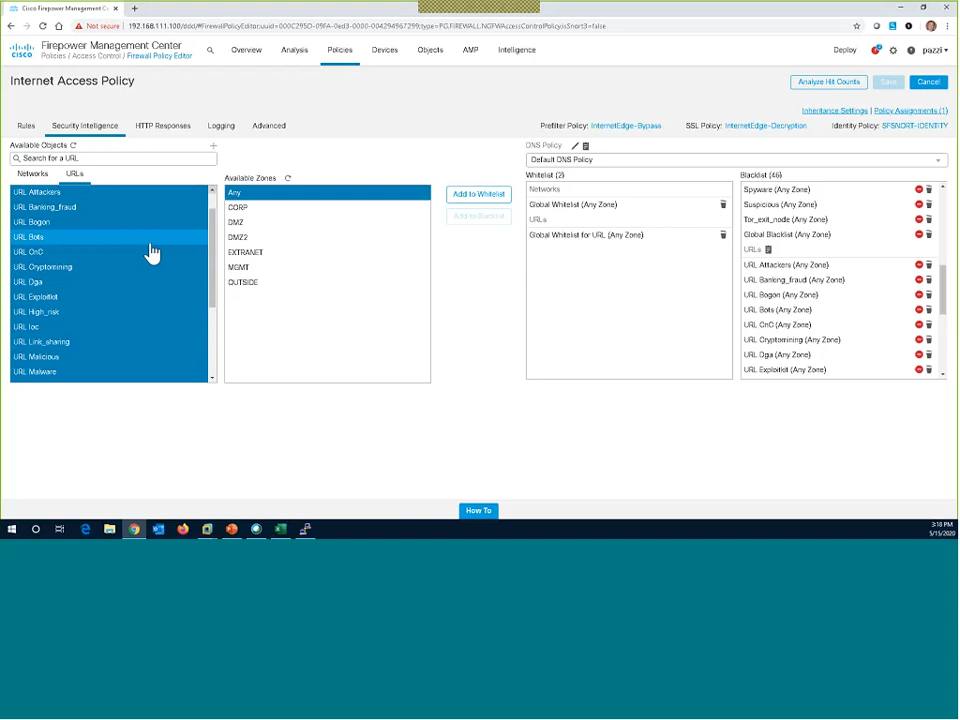 Cisco Firepower Management Ce
Not secure | 192.168.111.100/ddd/#FirewallPolicyEditor;uuid=000C295D-09FA-0ed3-0000-004294967299;type=PG.FIREWALL.NGFWAccessControlPolicy;isSnort3=false
CISCO
Firepower Management Center
Policies / Access Control / Firewall Policy Editor
Overview Analysis Policies Devices Objects AMP Intelligence
Deploy pazzi
Internet Access Policy
Analyze Hit Counts Save Cancel
Inheritance Settings | Policy Assignments (1)
Rules Security Intelligence HTTP Responses Logging Advanced
Prefilter Policy: InternetEdge-Bypass SSL Policy: InternetEdge-Decryption Identity Policy: SFSNORT-IDENTITY
Available Objects
Search for a URL
Networks URLs
URL Attackers
URL Banking_fraud
URL Bogon
URL Bots
URL CnC
URL Cryptomining
URL Dga
URL Exploitkit
URL High_risk
URL Ioc
URL Link_sharing
URL Malicious
URL Malware
Available Zones
Any
CORP
DMZ
DMZ2
EXTRANET
MGMT
OUTSIDE
Add to Whitelist
Add to Blacklist
DNS Policy
Default DNS Policy
Whitelist (2)
Networks
Global Whitelist (Any Zone)
URLs
Global Whitelist for URL (Any Zone)
Blacklist (46)
Spyware (Any Zone)
Suspicious (Any Zone)
Tor_exit_node (Any Zone)
Global Blacklist (Any Zone)
URLs
URL Attackers (Any Zone)
URL Banking_fraud (Any Zone)
URL Bogon (Any Zone)
URL Bots (Any Zone)
URL CnC (Any Zone)
URL Cryptomining (Any Zone)
URL Dga (Any Zone)
URL Exploitkit (Any Zone)
How To
3:18 PM
5/15/2020